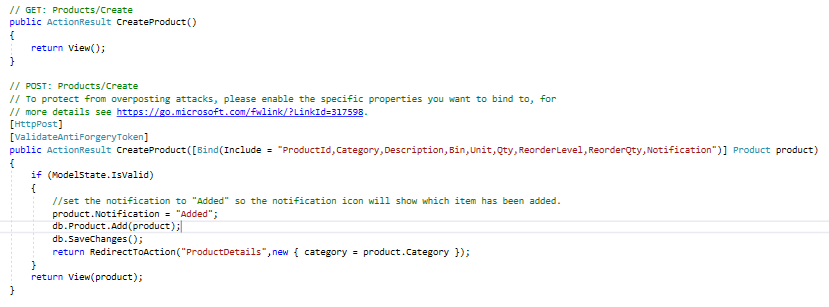 // GET: Products/Create
public ActionResult CreateProduct()
{
return View();
}
// POST: Products/Create
// To protect from overposting attacks, please enable the specific properties you want to bind to, for
// more details see https://go.microsoft.com/fwlink/?LinkId=317598.
[HttpPost]
[ValidateAntiForgeryToken]
public ActionResult CreateProduct([Bind(Include = "ProductId,Category,Description,Bin,Unit,Qty,ReorderLevel,ReorderQty,Notification")] Product product)
{
if (ModelState.IsValid)
{
//set the notification to "Added" so the notification icon will show which item has been added.
product.Notification = "Added";
db.Product.Add(product);
db.SaveChanges();
return RedirectToAction("ProductDetails",new { category = product.Category });
}
return View(product);
}